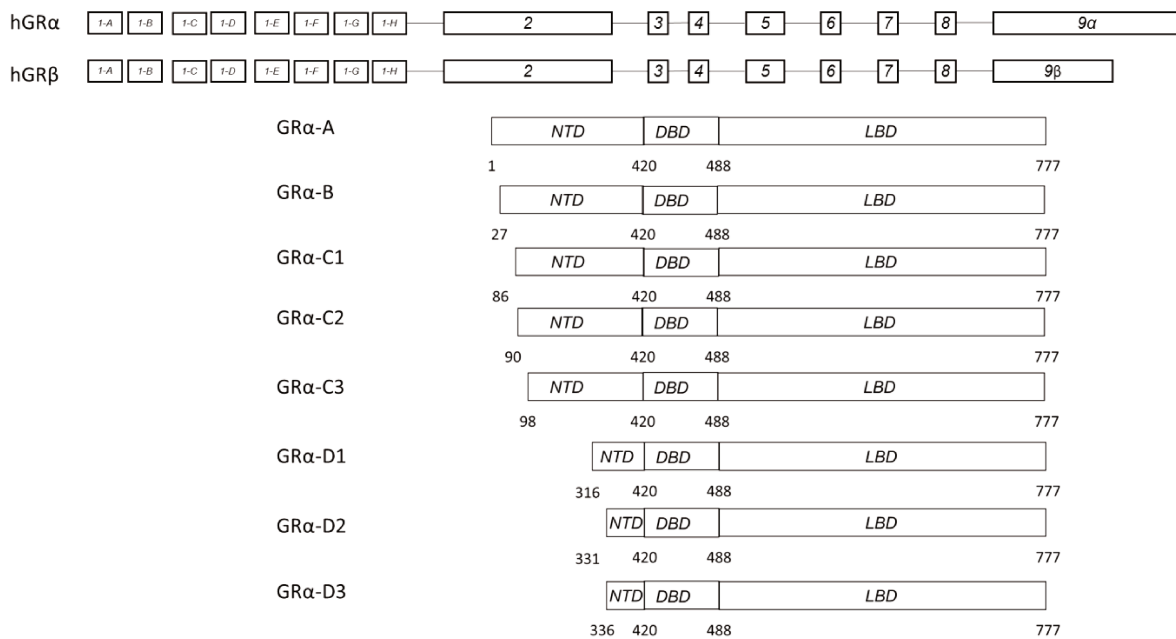 hGRα 1-A 1-B 1-C 1-D 1-E 1-F 1-G 1-H 2 3 4 5 6 7 8 9α
hGRβ 1-A 1-B 1-C 1-D 1-E 1-F 1-G 1-H 2 3 4 5 6 7 8 9β
GRα-A NTD DBD LBD
1 420 488 777
GRα-B NTD DBD LBD
27 420 488 777
GRα-C1 NTD DBD LBD
86 420 488 777
GRα-C2 NTD DBD LBD
90 420 488 777
GRα-C3 NTD DBD LBD
98 420 488 777
GRα-D1 NTD DBD LBD
316 420 488 777
GRα-D2 NTD DBD LBD
331 420 488 777
GRα-D3 NTD DBD LBD
336 420 488 777